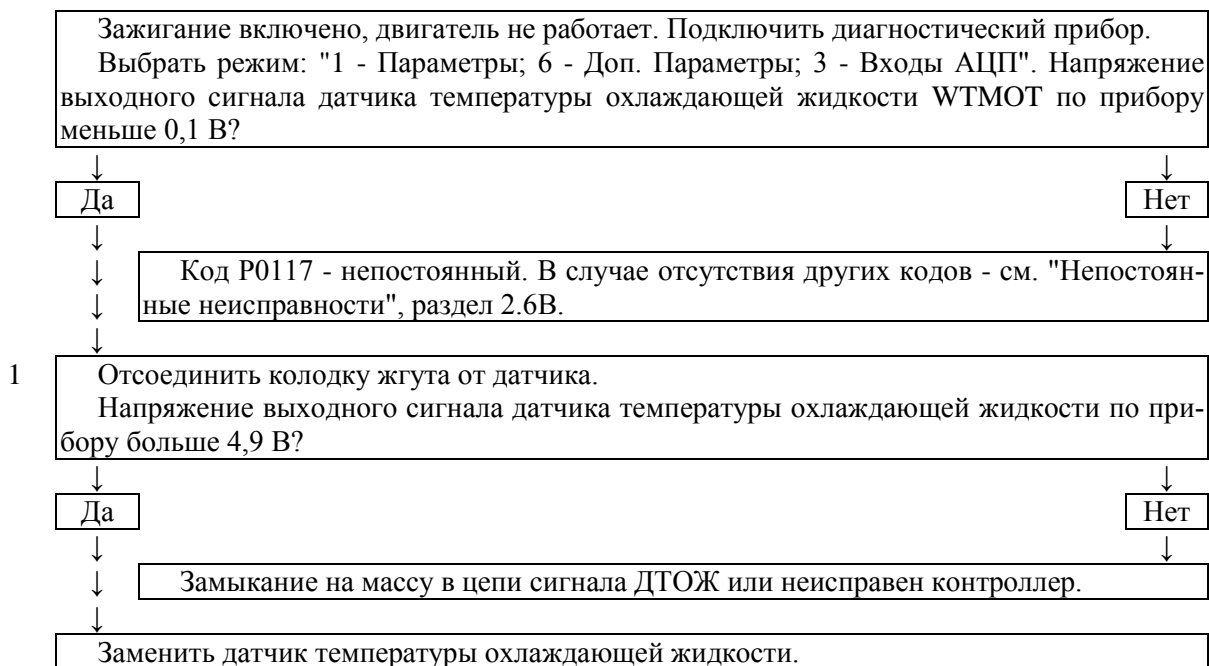 Зажигание включено, двигатель не работает. Подключить диагностический прибор.
Выбрать режим: "1 - Параметры; 6 - Доп. Параметры; 3 - Входы АЦП". Напряжение
выходного сигнала датчика температуры охлаждающей жидкости WTMOT по прибору
меньше 0,1 В?
↓ ↓
Да Нет
↓ ↓
↓ Код Р0117 - непостоянный. В случае отсутствия других кодов - см. "Непостоян-
↓ ные неисправности", раздел 2.6В.
↓
1 Отсоединить колодку жгута от датчика.
Напряжение выходного сигнала датчика температуры охлаждающей жидкости по при-
бору больше 4,9 В?
↓ ↓
Да Нет
↓ ↓
↓ Замыкание на массу в цепи сигнала ДТОЖ или неисправен контроллер.
↓
Заменить датчик температуры охлаждающей жидкости.